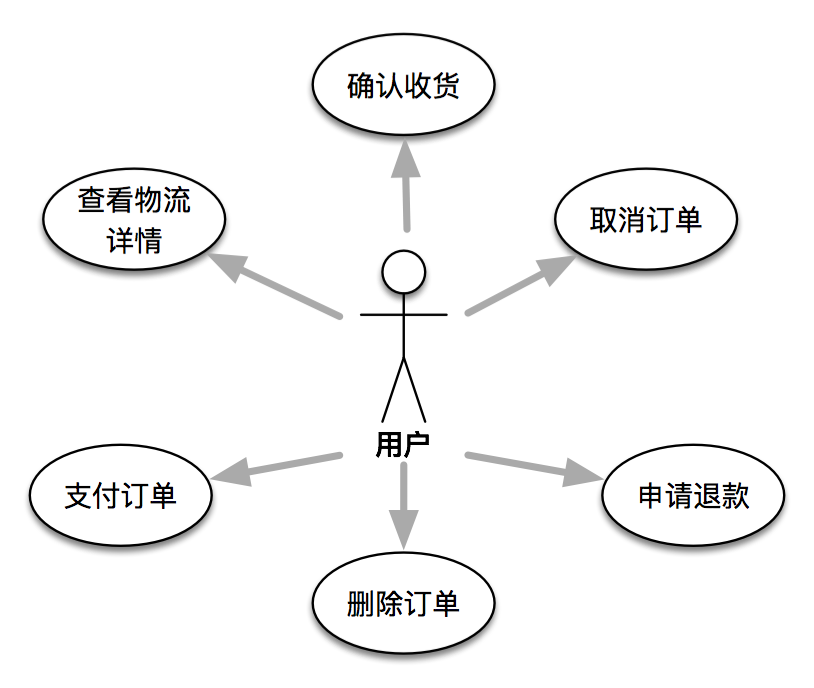 确认收货
查看物流
详情
取消订单
用户
支付订单
申请退款
删除订单